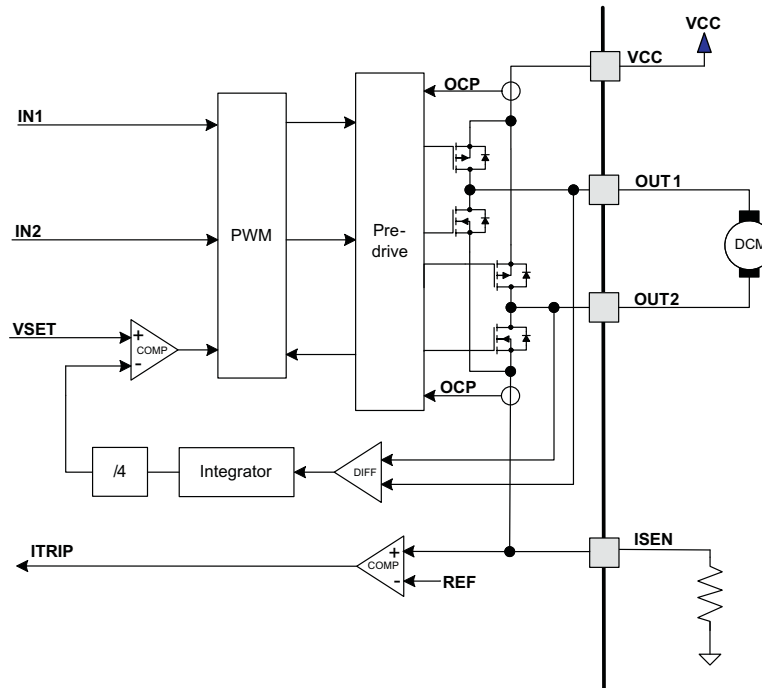 VCC
VCC
OCP
IN1
OUT1
IN2
PWM
Pre-
drive
DCM
OUT2
VSET
+
COMP
-
OCP
/4
Integrator
DIFF
ITRIP
+
COMP
-
REF
ISEN